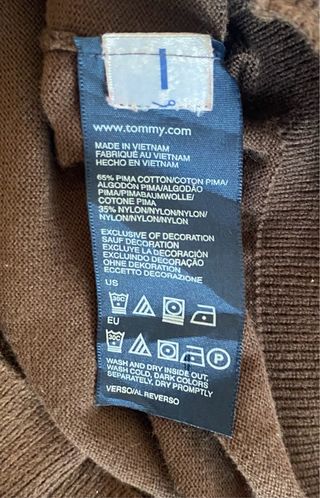 www.tommy.com
MADE IN VIETNAM
FABRIQUÉ AU VIETNAM
HECHO EN VIETNAM
65% PIMA COTTON/COTON PIMA/
ALGODÓN PIMA/ALGODÃO
PIMA/PIMABAUMWOLLE/
COTONE PIMA
35% NYLON/NYLON/NYLON/
NYLON/NYLON/NYLON
EXCLUSIVE OF DECORATION
SAUF DÉCORATION
EXCLUYE LA DECORACIÓN
EXCLUINDO DECORAÇÃO
OHNE DEKORATION
ECCETTO DECORAZIONE
US
30C
EU
30C
WASH AND DRY INSIDE OUT
WASH COLD, DARK COLORS
SEPARATELY, DRY PROMPTLY
VERSO/AL REVERSO